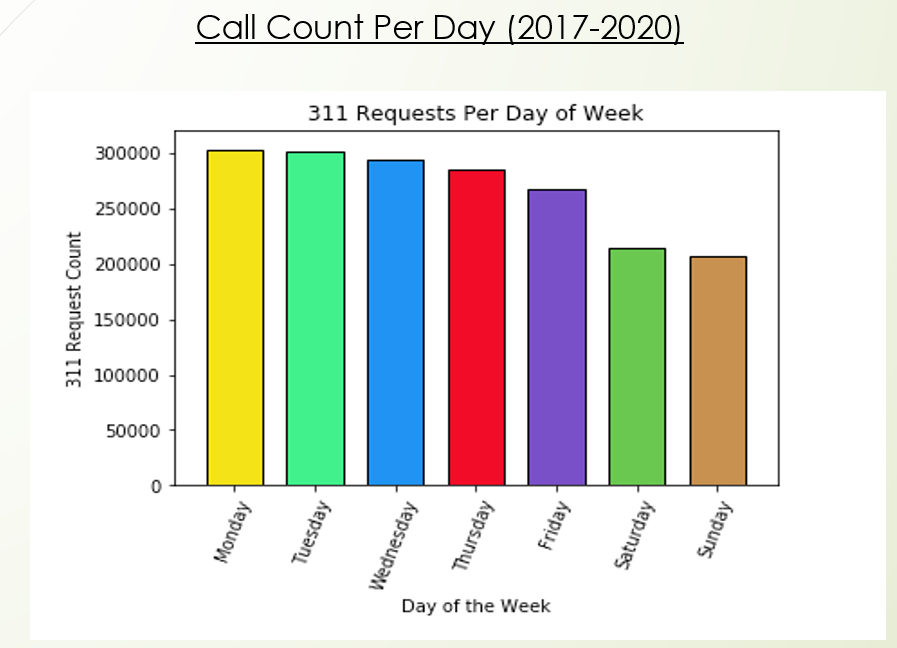 Call Count Per Day (2017-2020)
311 Requests Per Day of Week
311 Request Count
300000
250000
200000
150000
100000
50000
0
Monday
Tuesday
Wednesday
Thursday
Friday
Saturday
Sunday
Day of the Week